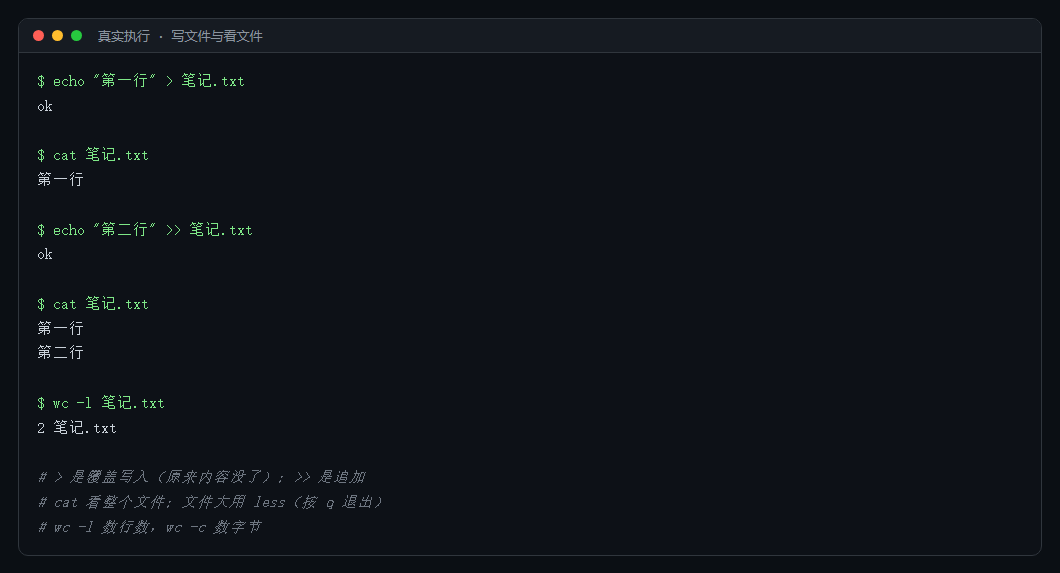 真实执行 · 写文件与看文件
$ echo "第一行" > 笔记.txt
ok
$ cat 笔记.txt
第一行
$ echo "第二行" >> 笔记.txt
ok
$ cat 笔记.txt
第一行
第二行
$ wc -l 笔记.txt
2 笔记.txt
# > 是覆盖写入（原来内容没了）; >> 是追加
# cat 看整个文件; 文件大用 less（按 q 退出）
# wc -l 数行数, wc -c 数字节